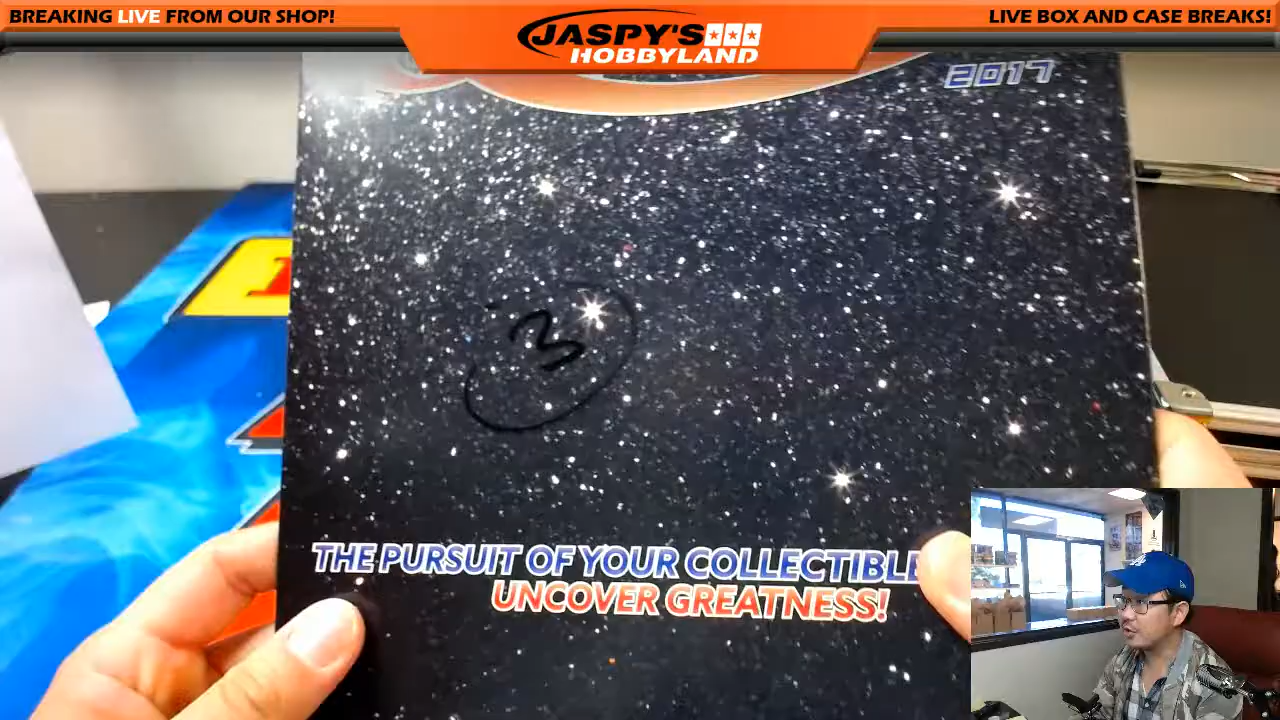 BREAKING LIVE FROM OUR SHOP!
JASPY'S
HOBBYLAND
LIVE BOX AND CASE BREAKS!
2017
3
THE PURSUIT OF YOUR COLLECTIBLE
UNCOVER GREATNESS!
LA